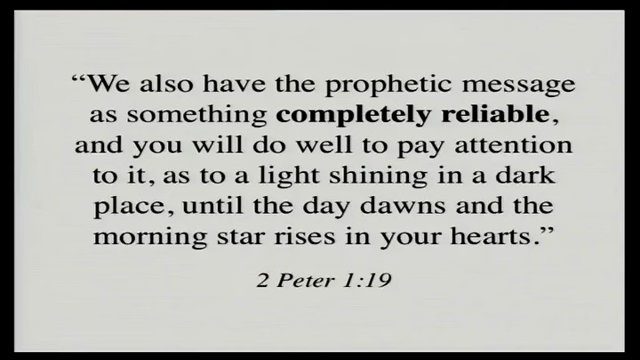 “We also have the prophetic message
as something completely reliable,
and you will do well to pay attention
to it, as to a light shining in a dark
place, until the day dawns and the
morning star rises in your hearts.”
2 Peter 1:19